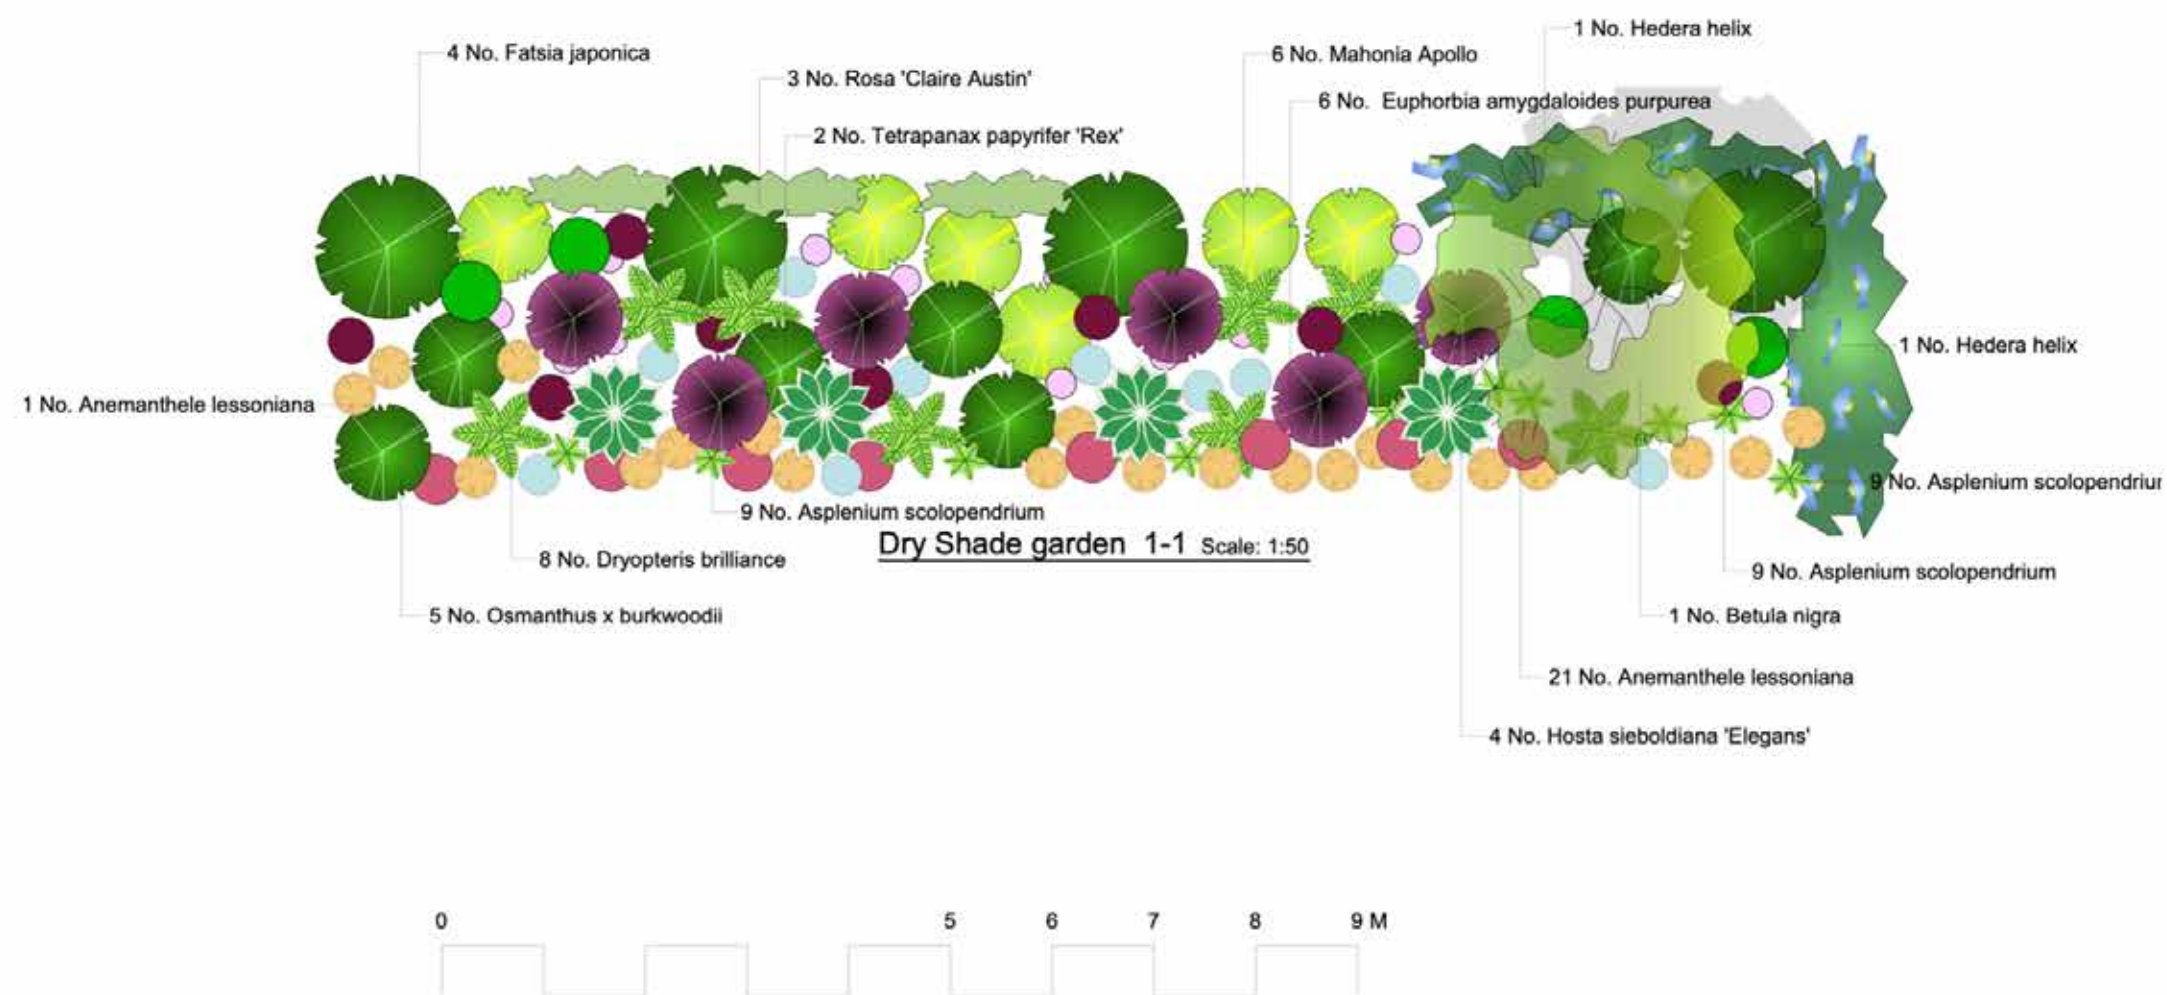 1 No. Hedera helix
4 No. Fatsia japonica
6 No. Mahonia Apollo
3 No. Rosa 'Claire Austin'
6 No. Euphorbia amygdaloides purpurea
2 No. Tetrapanax papyrifer 'Rex'
1 No. Hedera helix
1 No. Anemanthele lessoniana
9 No. Asplenium scolopendriur
9 No. Asplenium scolopendrium
Dry Shade garden 1-1 Scale: 1:50
8 No. Dryopteris brilliance
9 No. Asplenium scolopendrium
5 No. Osmanthus x burkwoodii
1 No. Betula nigra
21 No. Anemanthele lessoniana
4 No. Hosta sieboldiana 'Elegans'
0 5 6 7 8 9 M